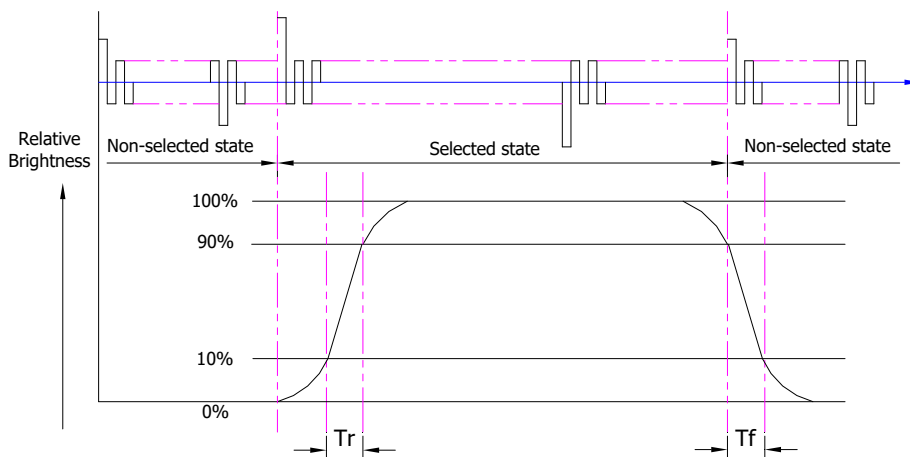 Relative
Brightness
Non-selected state
Selected state
Non-selected state
100%
90%
10%
0%
Tr
Tf